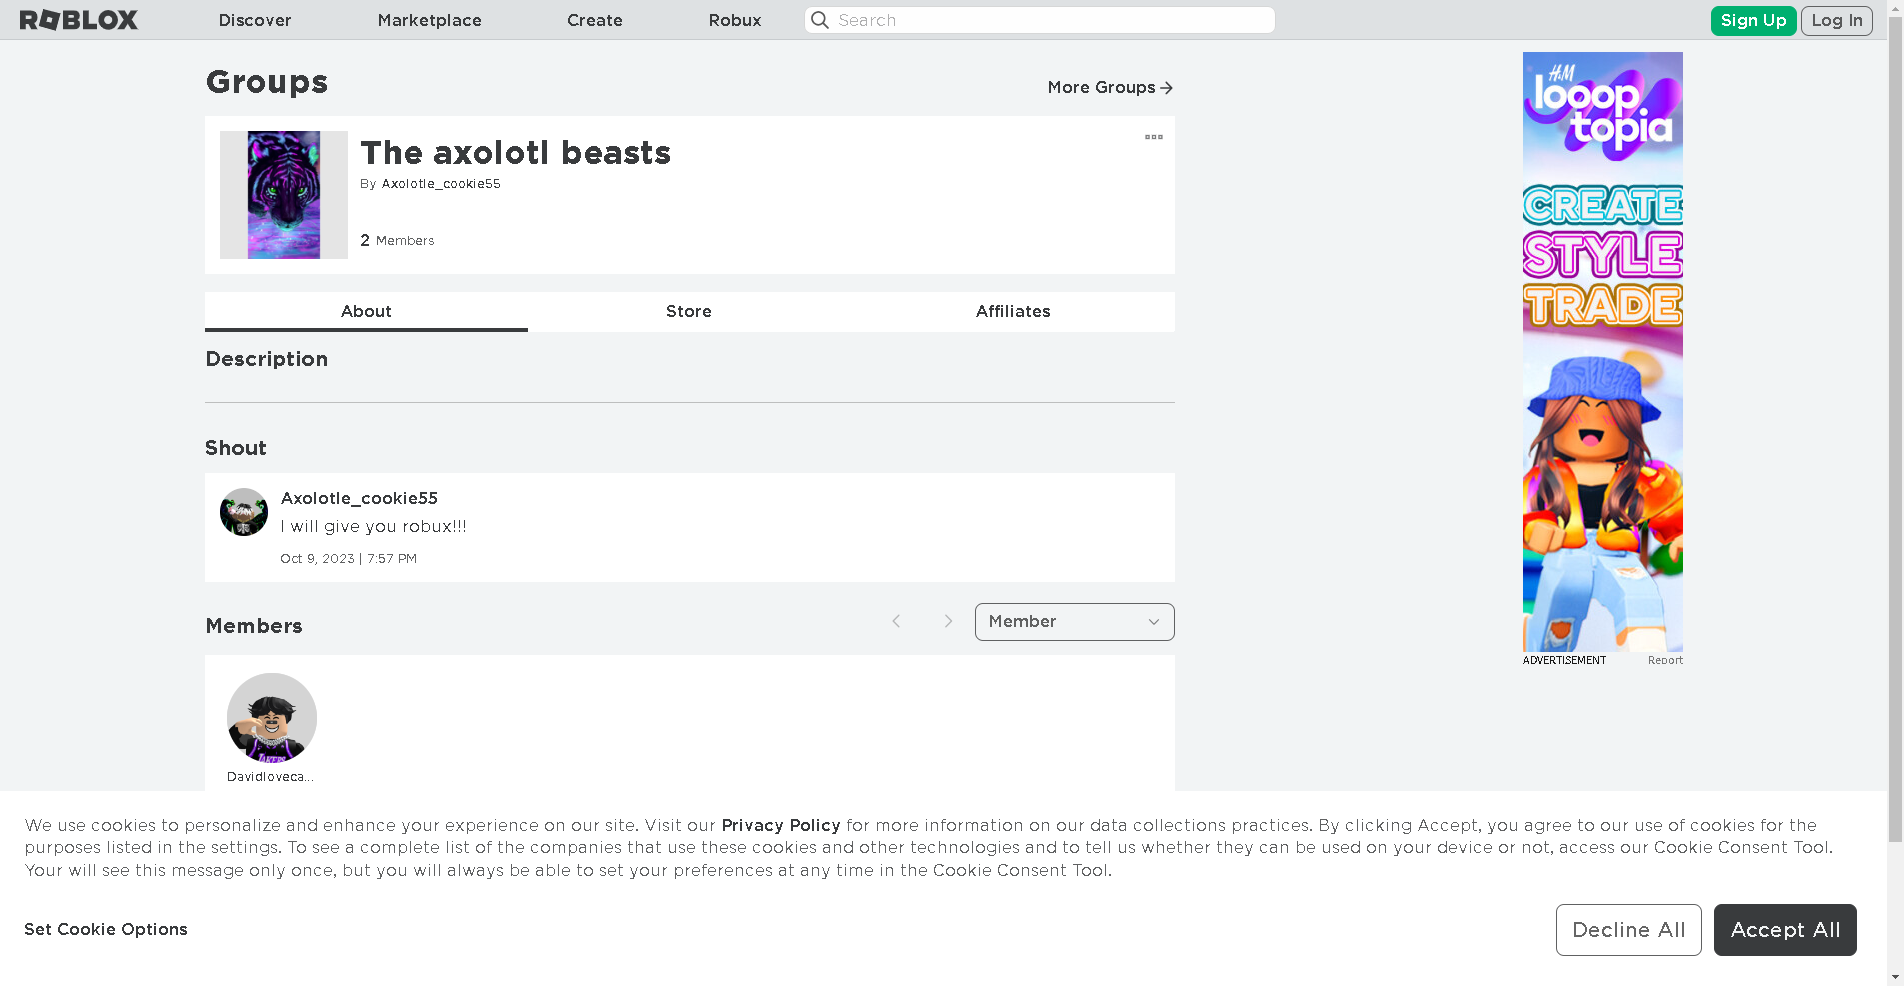 ROBLOX
Discover
Marketplace
Create
Robux
Search
Sign Up
Log In
Groups
More Groups
The axolotl beasts
By Axolotle_cookie55
2 Members
About
Store
Affiliates
Description
Shout
Axolotle_cookie55
I will give you robux!!!
Oct 9, 2023 | 7:57 PM
Members
Member
Davidloveca...
H&M
looop
topia
CREATE
STYLE
TRADE
ADVERTISEMENT
Report
We use cookies to personalize and enhance your experience on our site. Visit our Privacy Policy for more information on our data collections practices. By clicking Accept, you agree to our use of cookies for the
purposes listed in the settings. To see a complete list of the companies that use these cookies and other technologies and to tell us whether they can be used on your device or not, access our Cookie Consent Tool.
Your will see this message only once, but you will always be able to set your preferences at any time in the Cookie Consent Tool.
Set Cookie Options
Decline All
Accept All